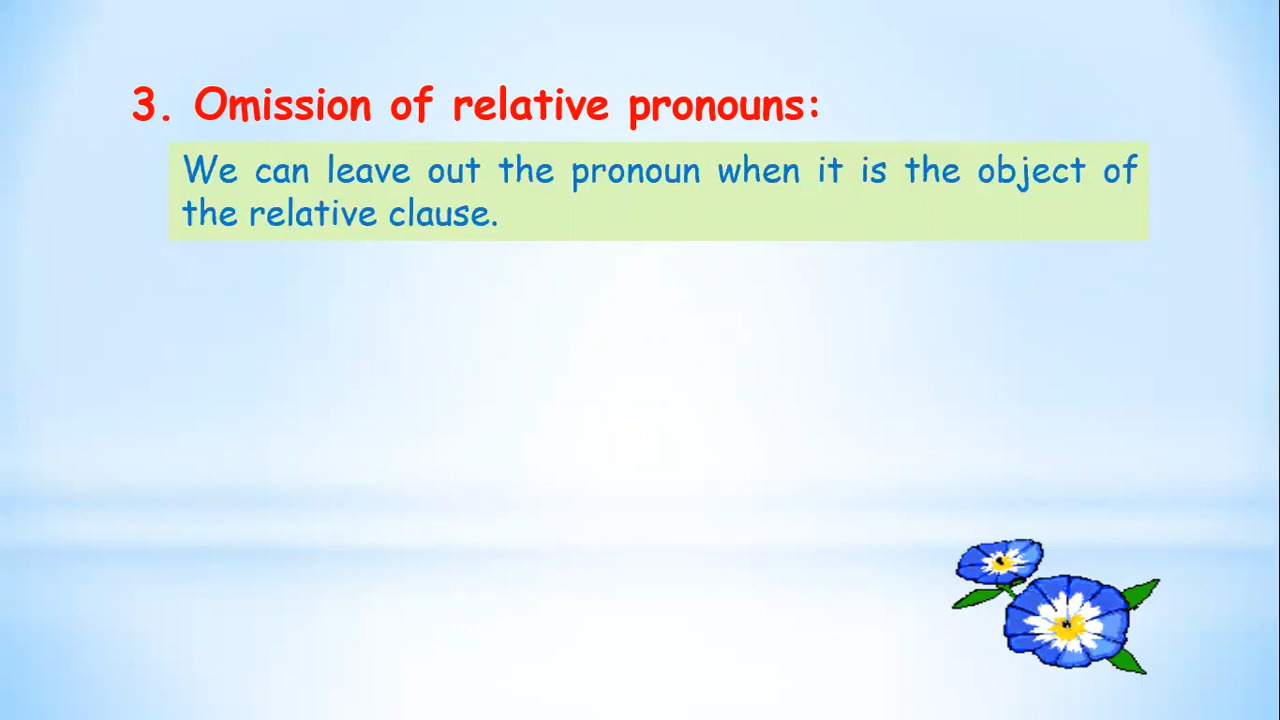 3. Omission of relative pronouns:
We can leave out the pronoun when it is the object of
the relative clause.